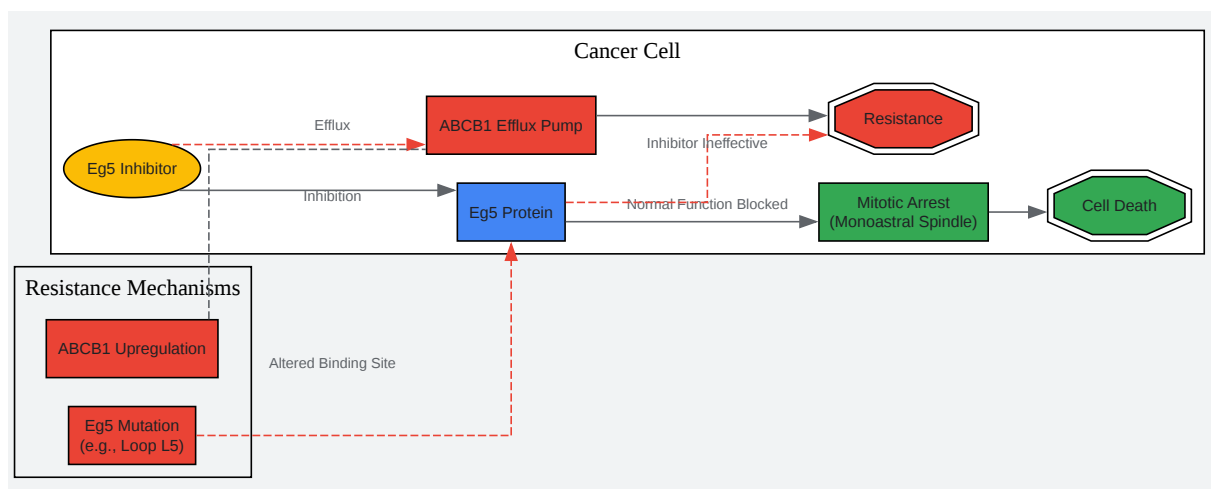 Cancer Cell
Efflux
ABCB1 Efflux Pump
Resistance
Inhibitor Ineffective
Eg5 Inhibitor
Inhibition
Eg5 Protein
Normal Function Blocked
Mitotic Arrest
(Monoastral Spindle)
Cell Death
Resistance Mechanisms
ABCB1 Upregulation
Altered Binding Site
Eg5 Mutation
(e.g., Loop L5)